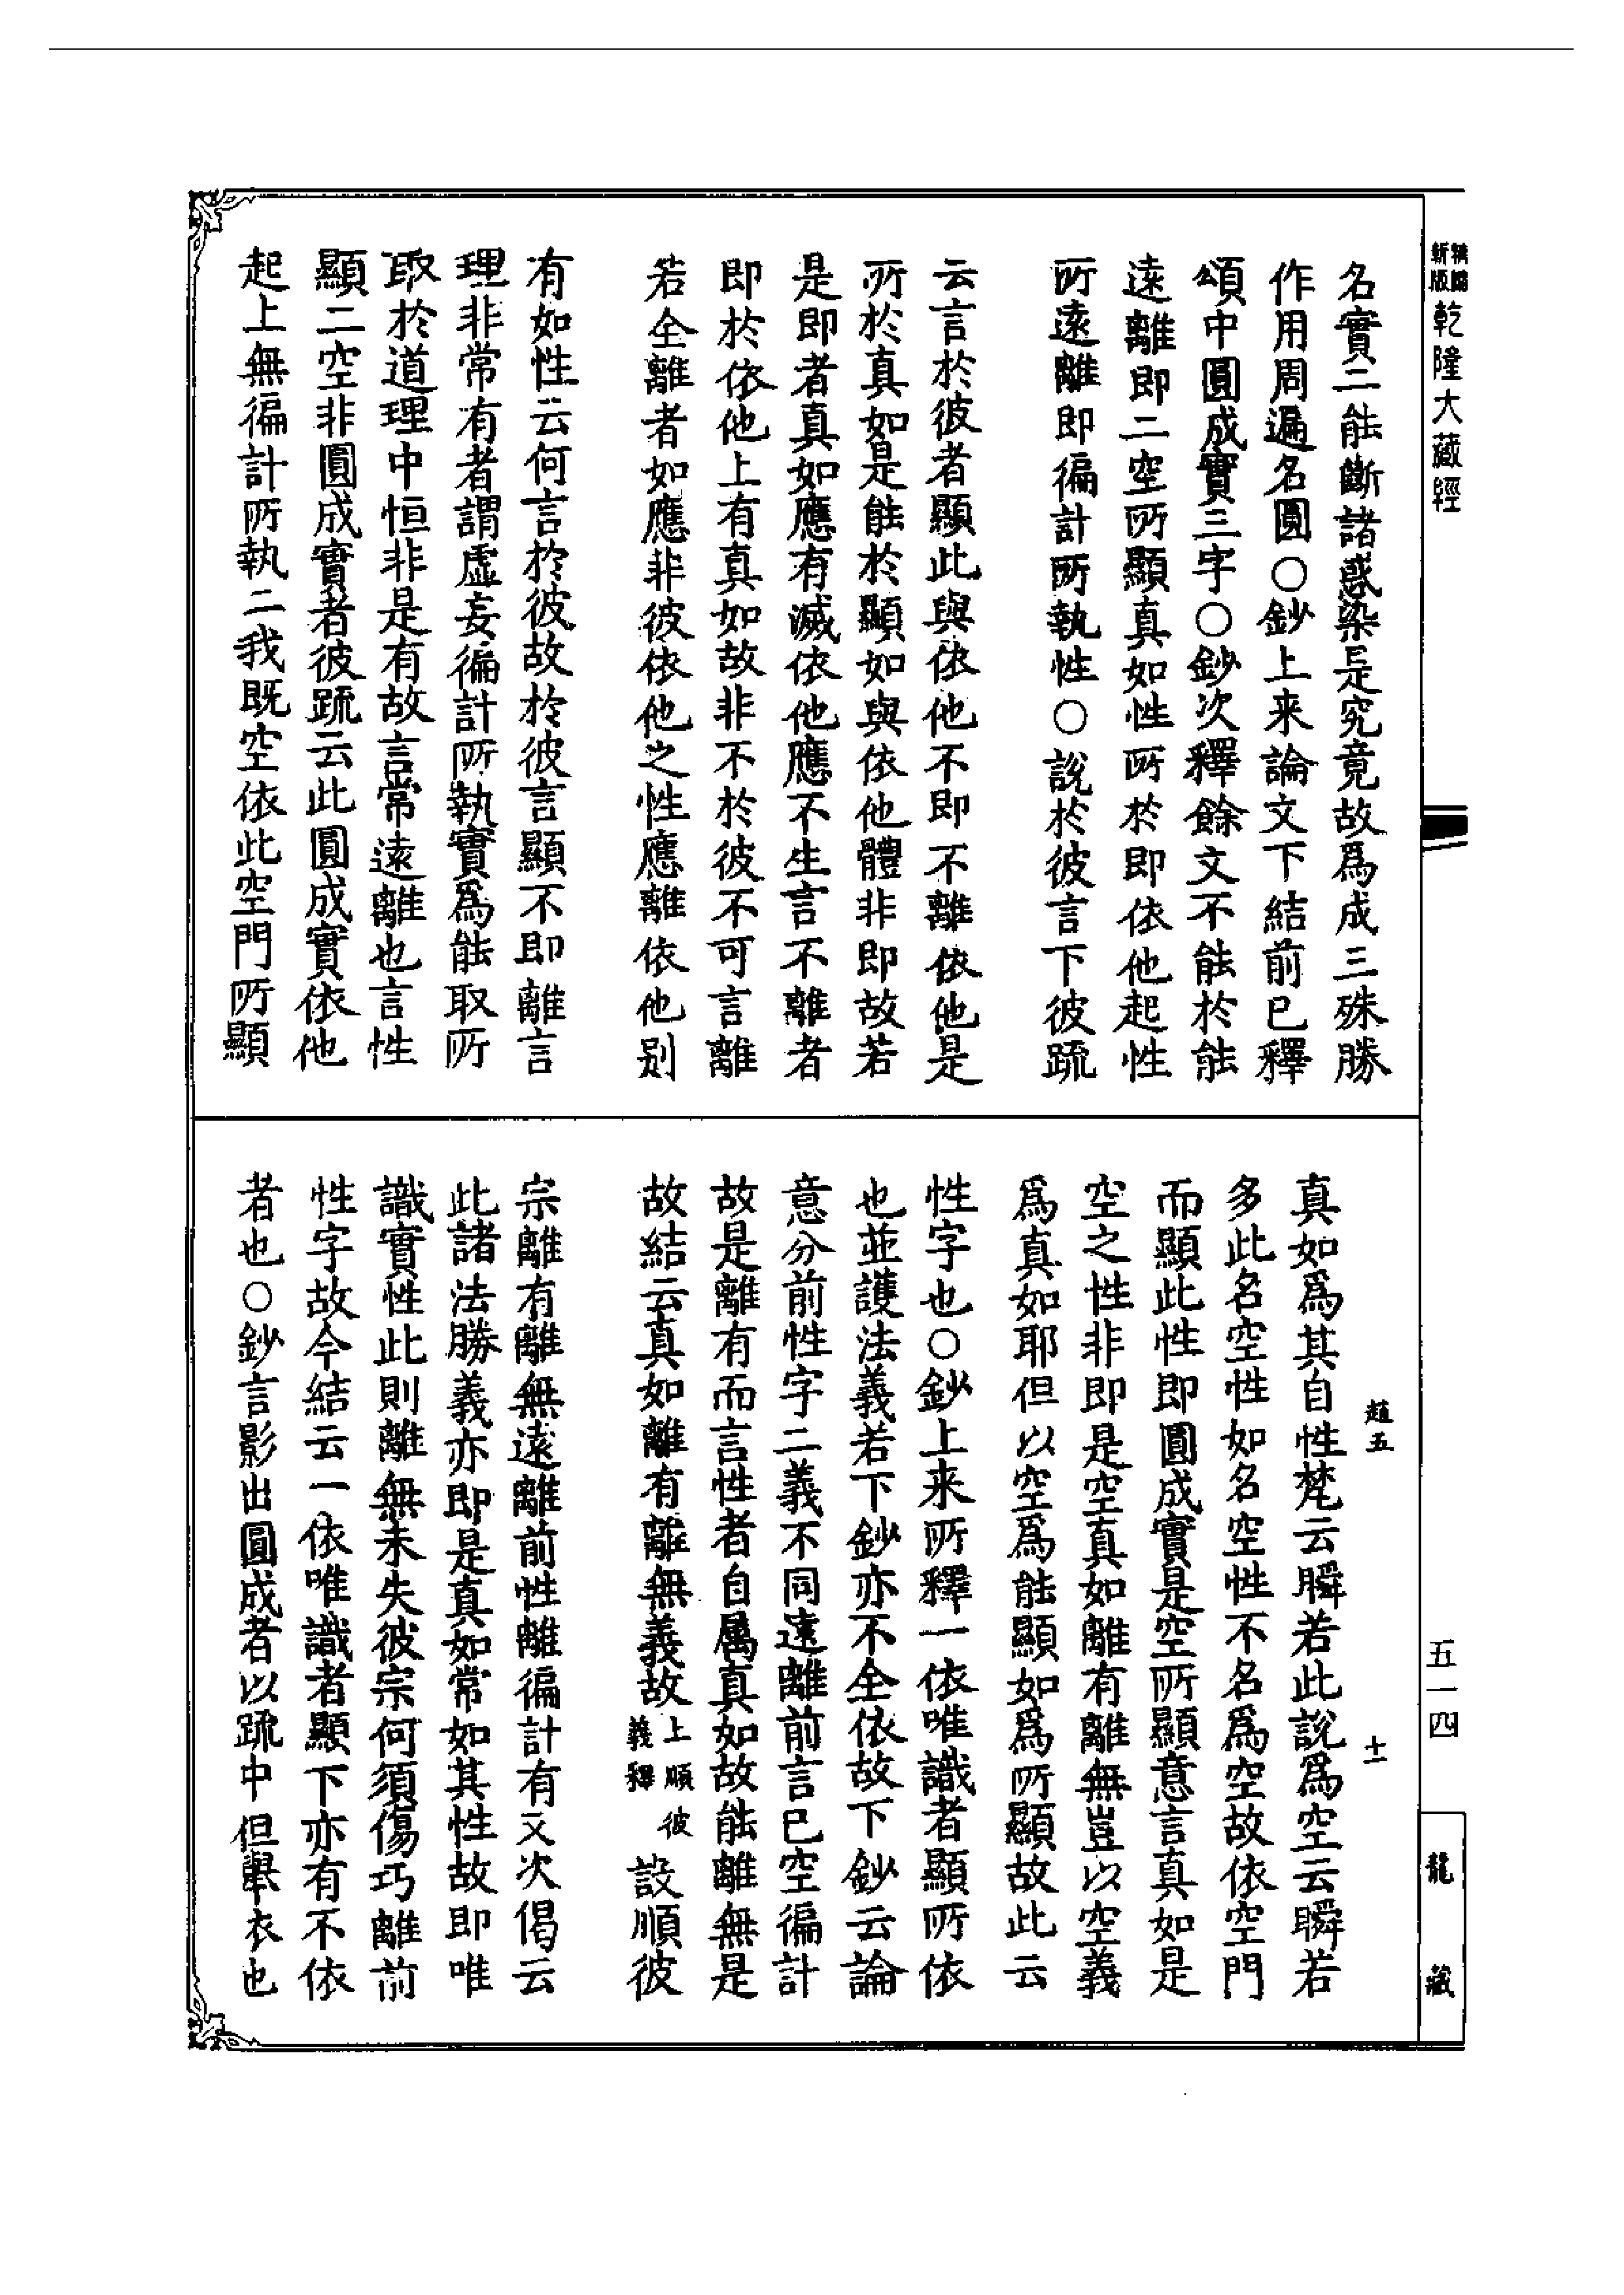 新編
新版
乾隆大藏經
名實二能斷諸惑染是究竟故爲成三殊勝
作用周遍名圓○鈔上来論文下結前已釋
頌中圓成實三字○鈔次釋餘文不能於能
遠離即二空所顯真如性所於即依他起性
所遠離即徧計所執性○說於彼言下彼䟽
云言於彼者顯此與依他不即不離依他是
所於真如是能於顯如與依他體非即故若
是即者真如應有滅依他應不生言不離者
即於依他上有真如故非不於彼不可言離
若全離者如應非彼依他之性應離依他别
有如性云何言於彼故於彼言顯不即離言
理非常有者謂虛妄徧計所執實爲能取所
取於道理中恒非是有故言常遠離也言性
顯二空非圓成實者彼䟽云此圓成實依他
起上無徧計所執二我既空依此空門所顯
真如爲其自性梵云瞬若此說爲空云瞬若
多此名空性如名空性不名爲空故依空門
而顯此性即圓成實是空所顯意言真如是
空之性非即是空真如離有離無豈以空義
爲真如耶但以空爲能顯如爲所顯故此云
性字也○鈔上来所釋一依唯識者顯所依
也並護法義若下鈔亦不全依故下鈔云論
意分前性字二義不同遠離前言已空徧計
故是離有而言性者自属真如故能離無是
故結云真如離有離無義故上順彼義釋設順彼
宗離有離無遠離前性離徧計有又次偈云
此諸法勝義亦即是真如常如其性故即唯
識實性此則離無未失彼宗何須傷巧離前
性字故今結云一依唯識者顯下亦有不依
者也○鈔言影出圓成者以䟽中但舉衣也
趙五
十一
五一四
龍藏